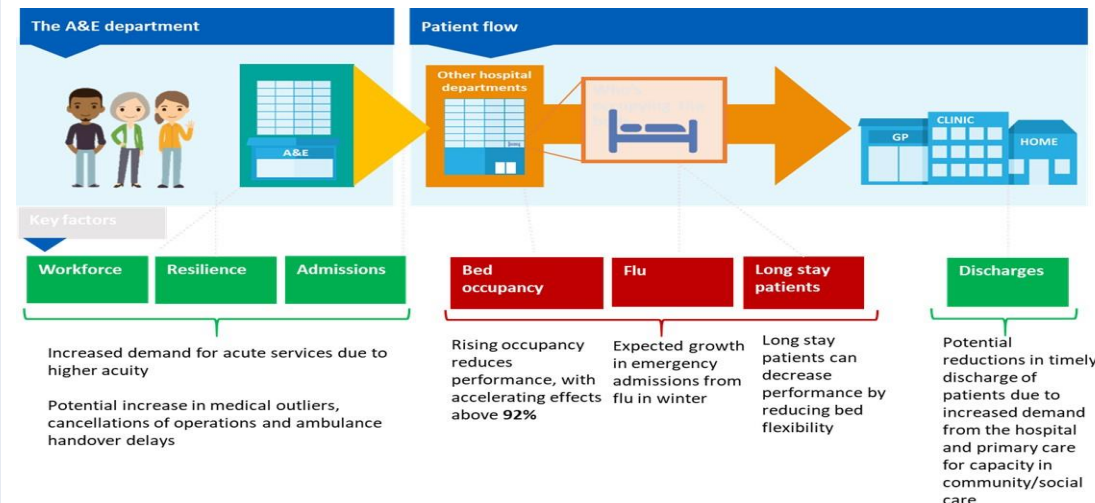 The A&E department
Patient flow
A&E
Other hospital
departments
GP
CLINIC
HOME
Key factors
Workforce
Resilience
Admissions
Bed
occupancy
Flu
Long stay
patients
Discharges
Increased demand for acute services due to
higher acuity
Potential increase in medical outliers,
cancellations of operations and ambulance
handover delays
Rising occupancy
reduces
performance, with
accelerating effects
above 92%
Expected growth
in emergency
admissions from
flu in winter
Long stay
patients can
decrease
performance by
reducing bed
flexibility
Potential
reductions in timely
discharge of
patients due to
increased demand
from the hospital
and primary care
for capacity in
community/social
care